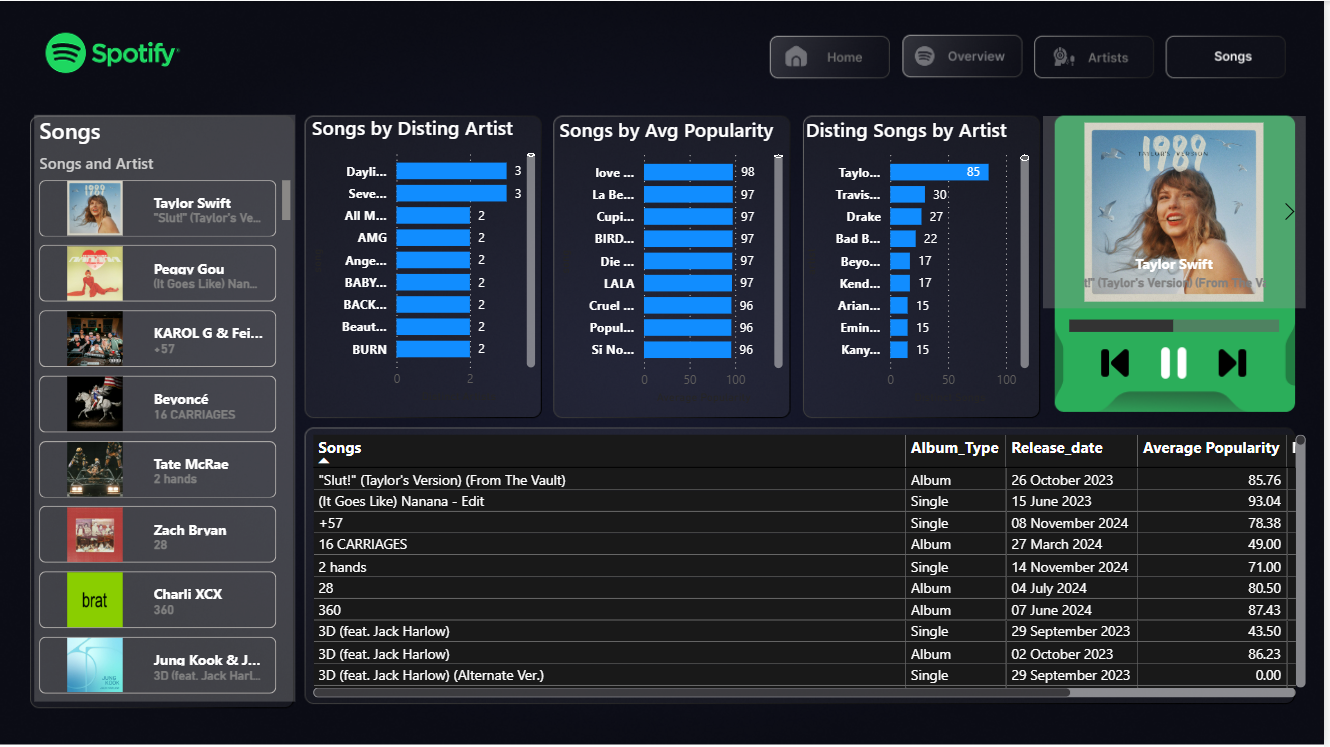 Spotify
Home
Overview
Artists
Songs
Songs
Songs and Artist
Taylor Swift
"Slut!" (Taylor's Ve...
Peggy Gou
(It Goes Like) Nan...
KAROL G & Fei...
+57
Beyoncé
16 CARRIAGES
Tate McRae
2 hands
Zach Bryan
28
brat
Charli XCX
360
Jung Kook & J...
3D (feat. Jack Harl...
Songs by Disting Artist
Dayli... 3
Seve... 3
All M... 2
AMG 2
Ange... 2
BABY... 2
BACK... 2
Beaut... 2
BURN 2
0 2
Songs by Avg Popularity
love ... 98
La Be... 97
Cupi... 97
BIRD... 97
Die ... 97
LALA 97
Cruel ... 96
Popul... 96
Si No... 96
0 50 100
Disting Songs by Artist
Taylo... 85
Travis... 30
Drake 27
Bad B... 22
Beyo... 17
Kend... 17
Arian... 15
Emin... 15
Kany... 15
0 50 100
1989
TAYLOR'S VERSION
Taylor Swift
t!" (Taylor's Version) (From The Va
Songs Album_Type Release_date Average Popularity
"Slut!" (Taylor's Version) (From The Vault) Album 26 October 2023 85.76
(It Goes Like) Nanana - Edit Single 15 June 2023 93.04
+57 Single 08 November 2024 78.38
16 CARRIAGES Album 27 March 2024 49.00
2 hands Single 14 November 2024 71.00
28 Album 04 July 2024 80.50
360 Album 07 June 2024 87.43
3D (feat. Jack Harlow) Single 29 September 2023 43.50
3D (feat. Jack Harlow) Album 02 October 2023 86.23
3D (feat. Jack Harlow) (Alternate Ver.) Single 29 September 2023 0.00